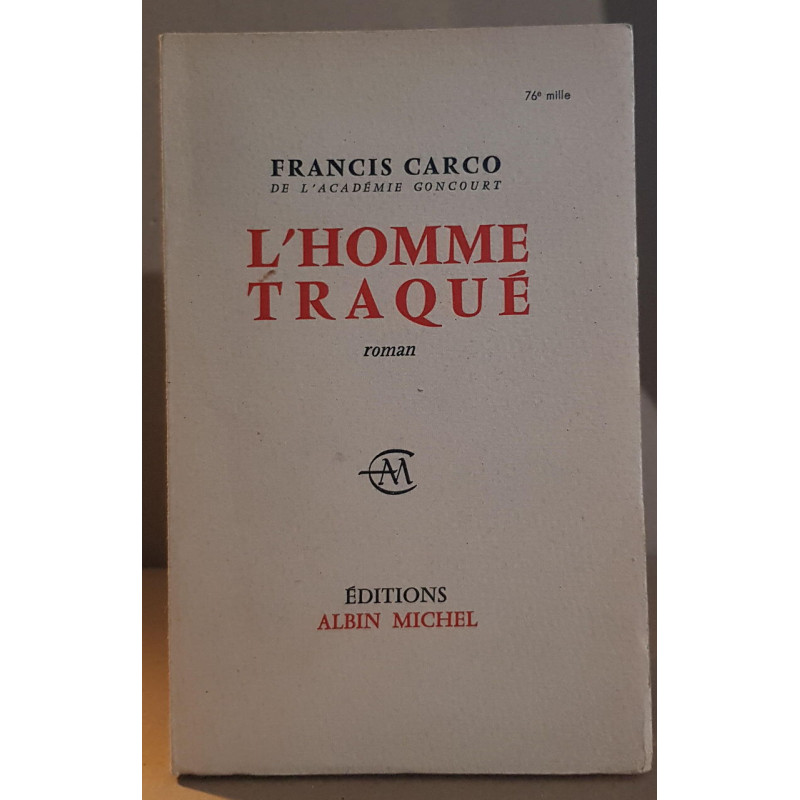 76e mille
FRANCIS CARCO
DE L'ACADÉMIE GONCOURT
L'HOMME
TRAQUÉ
roman
AM
ÉDITIONS
ALBIN MICHEL